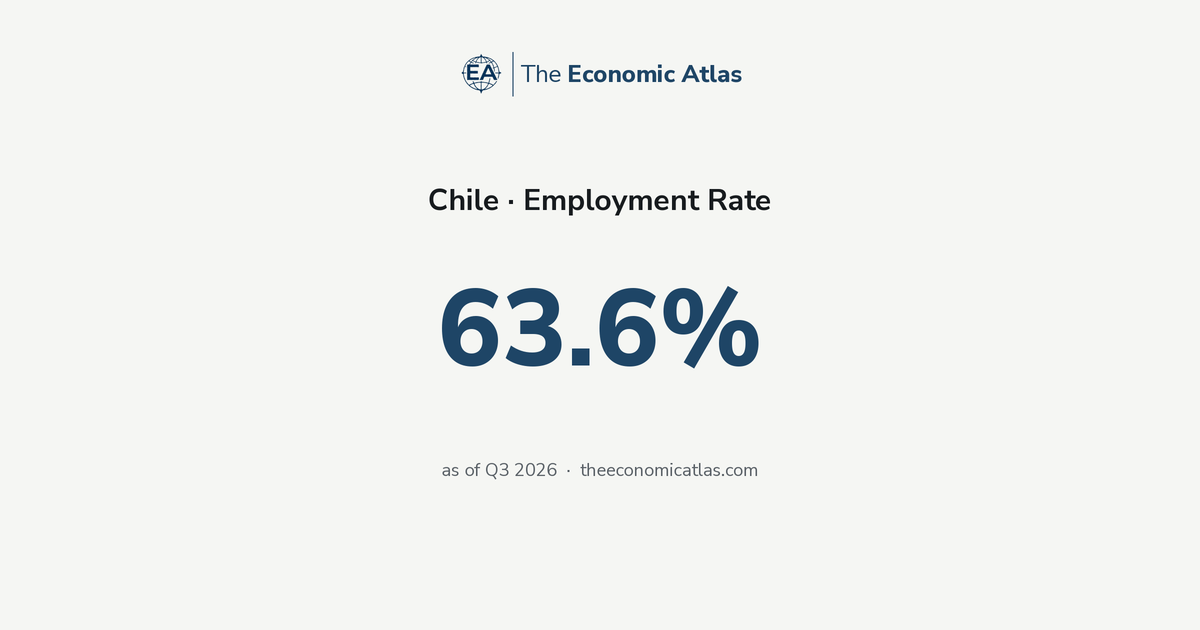 EA The Economic Atlas
Chile · Employment Rate
63.6%
as of Q3 2026 · theeconomicatlas.com